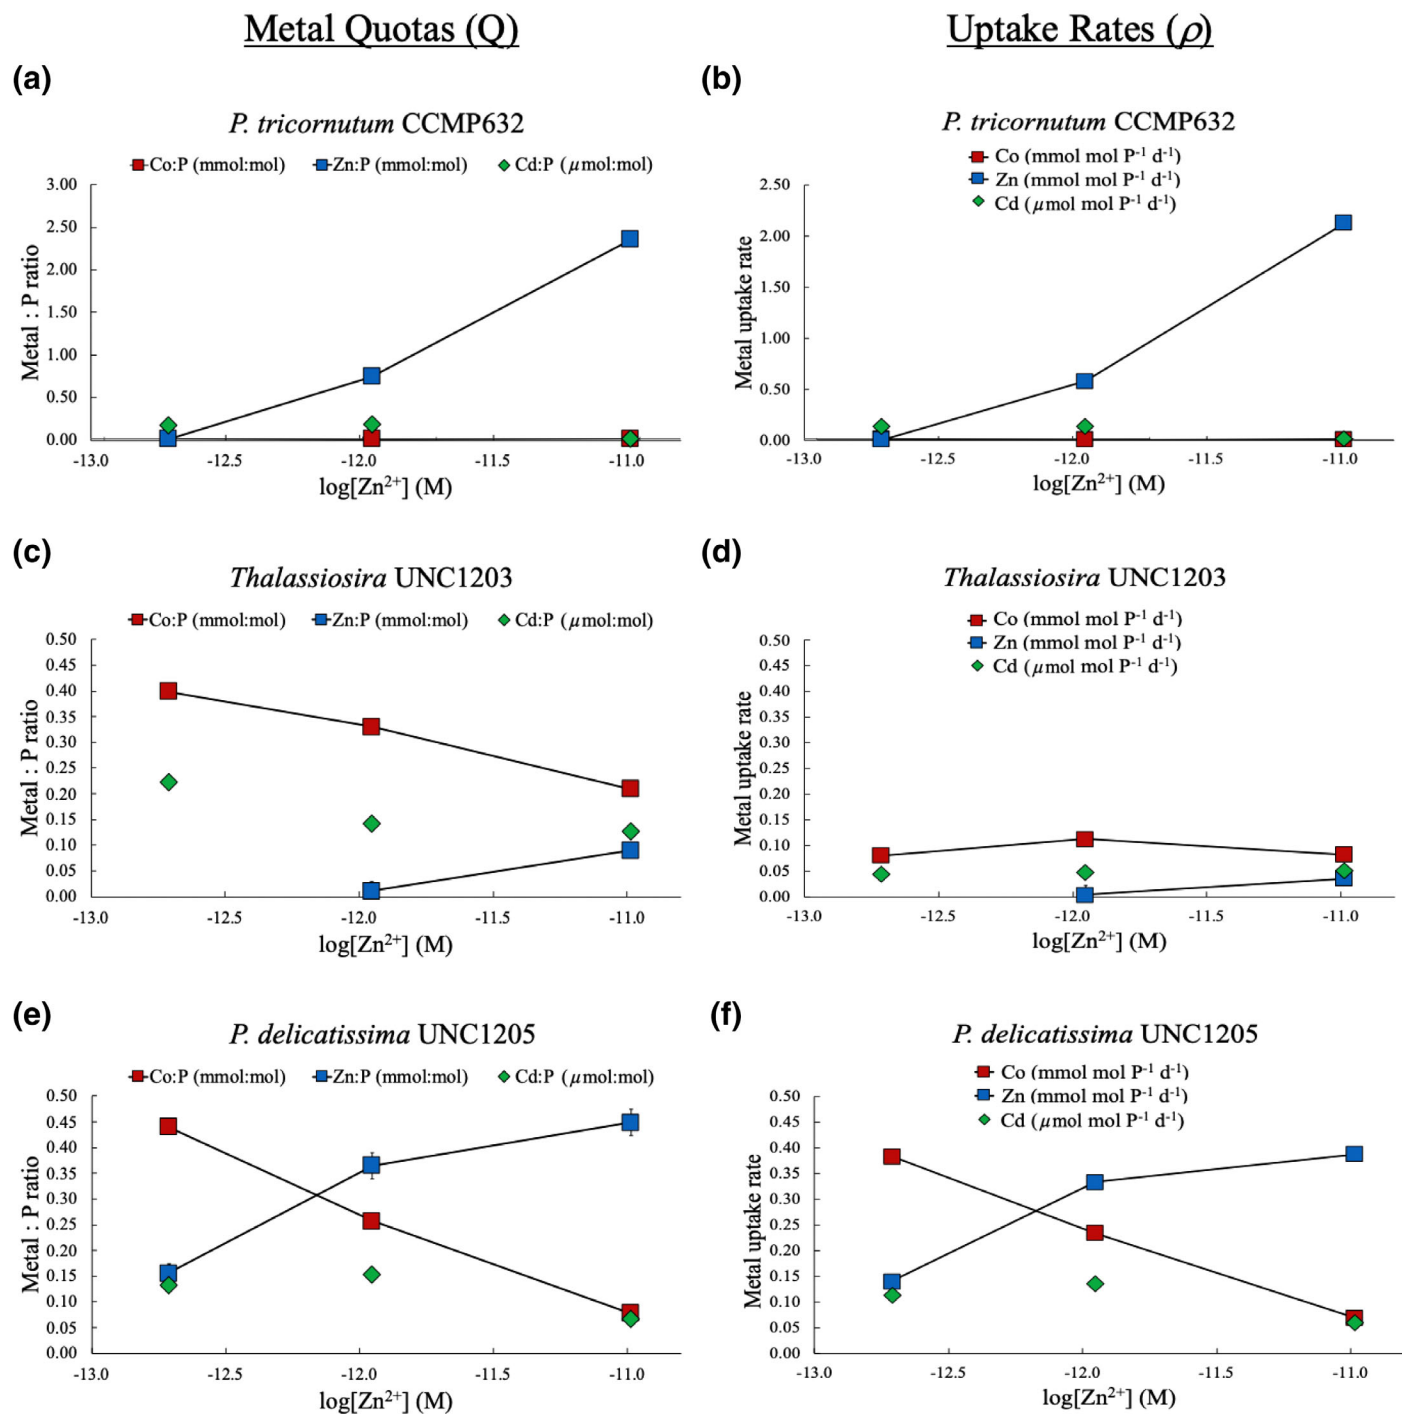 Metal Quotas (Q)
Uptake Rates (ρ)
(a)
P. tricornutum CCMP632
Co:P (mmol:mol) Zn:P (mmol:mol) Cd:P (µmol:mol)
3.00
2.50
2.00
1.50
1.00
0.50
0.00
Metal : P ratio
-13.0 -12.5 -12.0 -11.5 -11.0
log[Zn²⁺] (M)
(b)
P. tricornutum CCMP632
Co (mmol mol P⁻¹ d⁻¹)
Zn (mmol mol P⁻¹ d⁻¹)
Cd (µmol mol P⁻¹ d⁻¹)
2.50
2.00
1.50
1.00
0.50
0.00
Metal uptake rate
-13.0 -12.5 -12.0 -11.5 -11.0
log[Zn²⁺] (M)
(c)
Thalassiosira UNC1203
Co:P (mmol:mol) Zn:P (mmol:mol) Cd:P (µmol:mol)
0.50
0.45
0.40
0.35
0.30
0.25
0.20
0.15
0.10
0.05
0.00
Metal : P ratio
-13.0 -12.5 -12.0 -11.5 -11.0
log[Zn²⁺] (M)
(d)
Thalassiosira UNC1203
Co (mmol mol P⁻¹ d⁻¹)
Zn (mmol mol P⁻¹ d⁻¹)
Cd (µmol mol P⁻¹ d⁻¹)
0.50
0.45
0.40
0.35
0.30
0.25
0.20
0.15
0.10
0.05
0.00
Metal uptake rate
-13.0 -12.5 -12.0 -11.5 -11.0
log[Zn²⁺] (M)
(e)
P. delicatissima UNC1205
Co:P (mmol:mol) Zn:P (mmol:mol) Cd:P (µmol:mol)
0.50
0.45
0.40
0.35
0.30
0.25
0.20
0.15
0.10
0.05
0.00
Metal : P ratio
-13.0 -12.5 -12.0 -11.5 -11.0
log[Zn²⁺] (M)
(f)
P. delicatissima UNC1205
Co (mmol mol P⁻¹ d⁻¹)
Zn (mmol mol P⁻¹ d⁻¹)
Cd (µmol mol P⁻¹ d⁻¹)
0.50
0.45
0.40
0.35
0.30
0.25
0.20
0.15
0.10
0.05
0.00
Metal uptake rate
-13.0 -12.5 -12.0 -11.5 -11.0
log[Zn²⁺] (M)